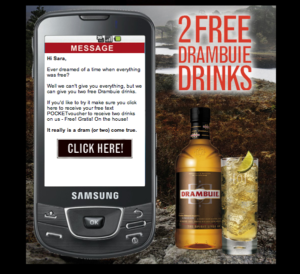 2 FREE
DRAMBUIE
DRINKS
MESSAGE
Hi Sara,
Ever dreamed of a time when everything
was free?
Well we can't give you everything, but we
can give you two free Drambuie drinks.
If you'd like to try it make sure you click
here to receive your free text
POCKETvoucher to receive two drinks
on us - Free! Gratis! On the house!
It really is a dram (or two) come true.
CLICK HERE!
SAMSUNG
OK
DRAMBUIE